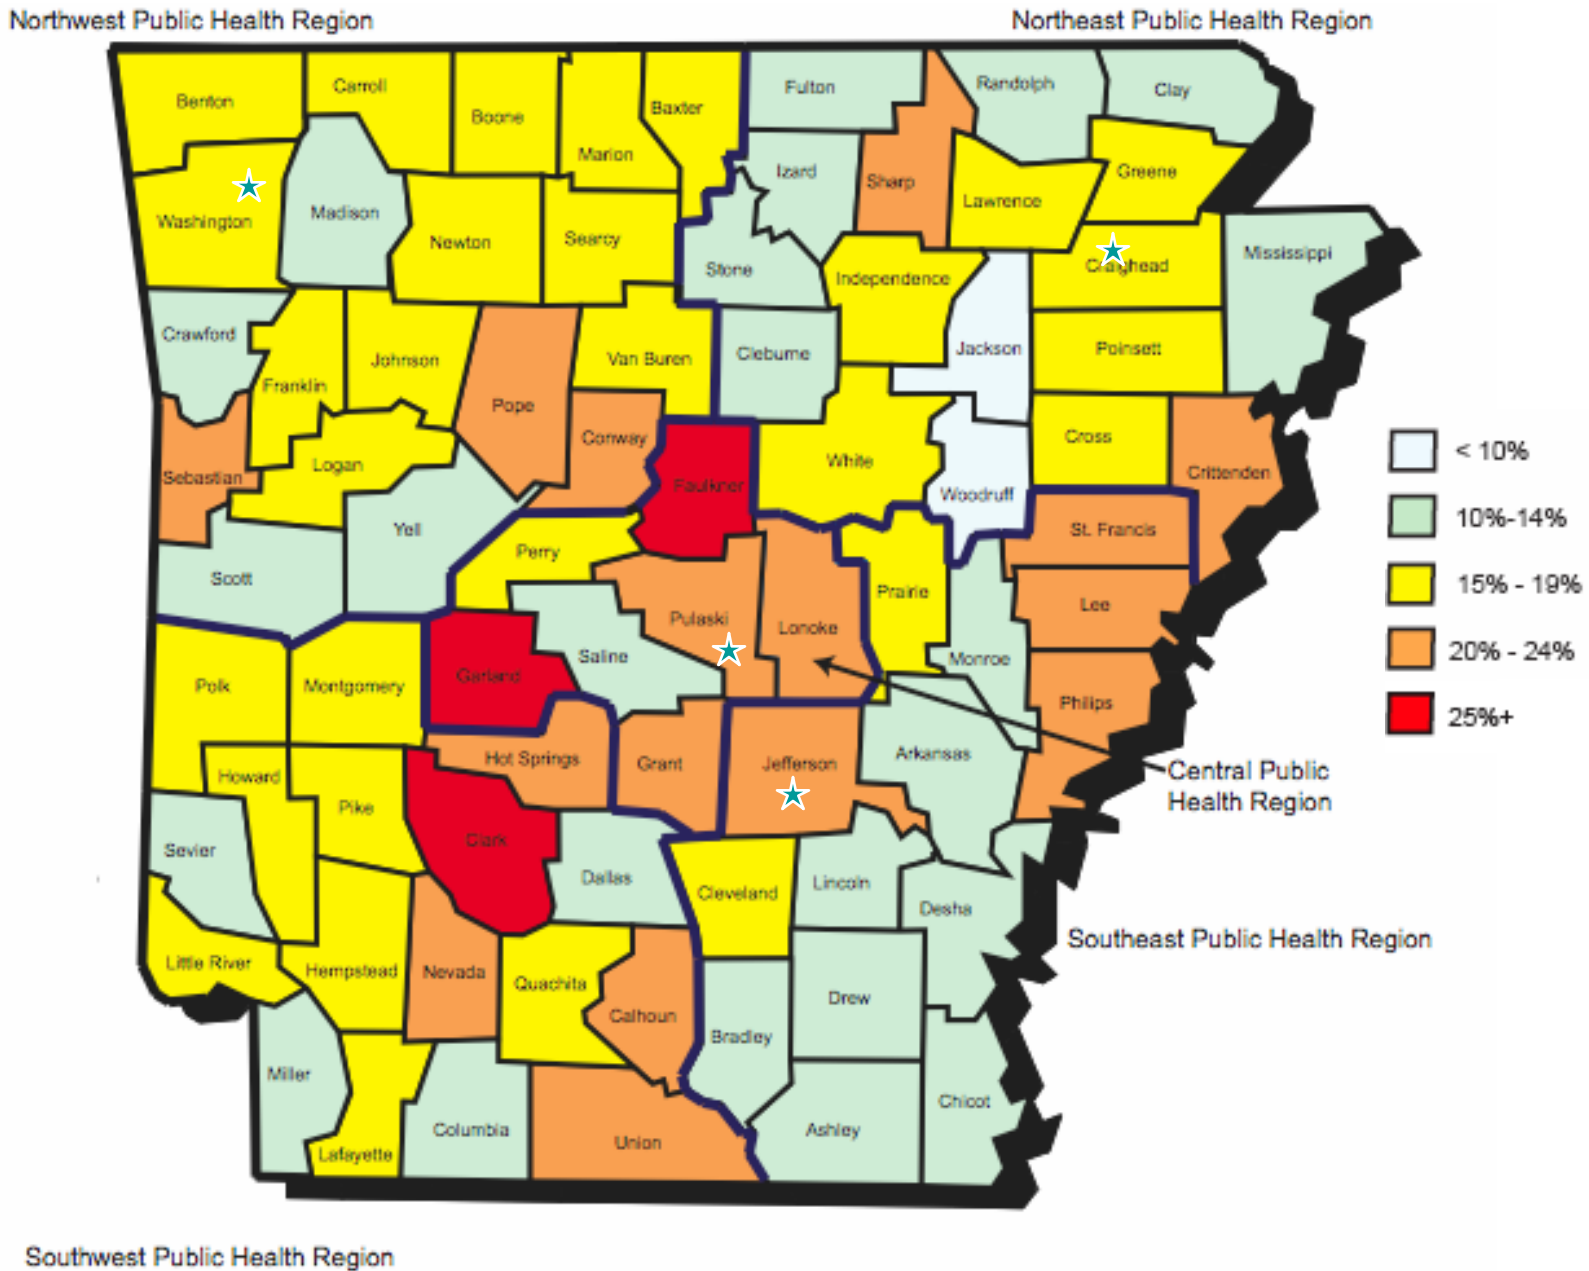 Northwest Public Health Region
Northeast Public Health Region
Benton
Carroll
Boone
Marion
Baxter
Fulton
Randolph
Clay
Sharp
Izard
Greene
Lawrence
Washington
Madison
Newton
Searcy
Stone
Independence
Craighead
Mississippi
Crawford
Franklin
Johnson
Pope
Van Buren
Cleburne
Jackson
Poinsett
Conway
Sebastian
Logan
Faulkner
White
Woodruff
Cross
Crittenden
< 10%
10%-14%
15% - 19%
20% - 24%
25%+
Yell
Scott
Perry
Prairie
St. Francis
Lee
Pulaski
Lonoke
Saline
Monroe
Garland
Polk
Montgomery
Philips
Hot Springs
Grant
Jefferson
Arkansas
Central Public
Health Region
Howard
Pike
Clark
Sevier
Dallas
Cleveland
Lincoln
Desha
Southeast Public Health Region
Little River
Hempstead
Nevada
Quachita
Calhoun
Drew
Bradley
Miller
Lafayette
Columbia
Union
Ashley
Chicot
Southwest Public Health Region